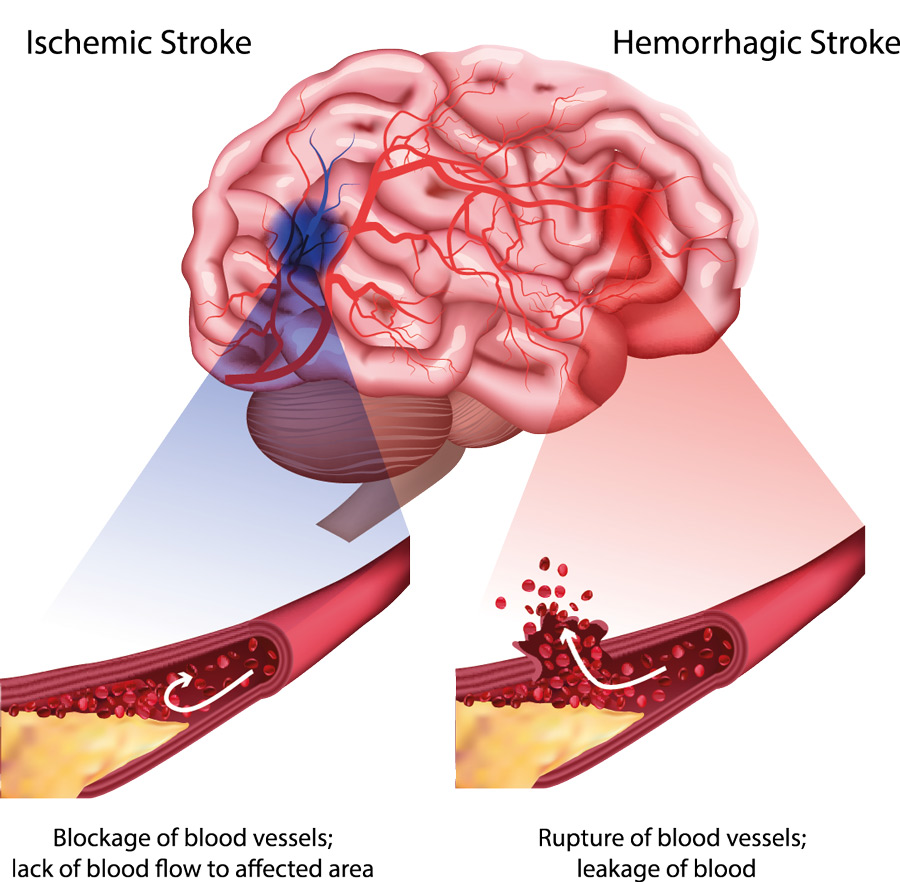 Ischemic Stroke
Hemorrhagic Stroke
Blockage of blood vessels;
lack of blood flow to affected area
Rupture of blood vessels;
leakage of blood